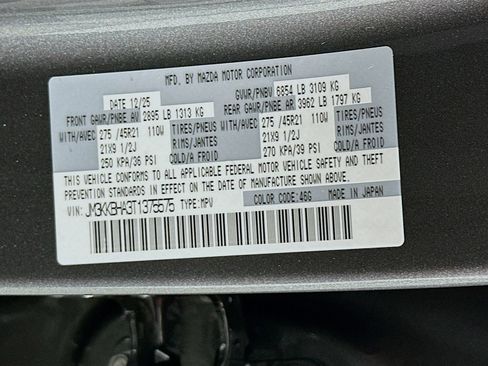 MFD. BY MAZDA MOTOR CORPORATION
DATE 12/25 GVWR/PNBV 6854 LB 3109 KG
FRONT GAWR/PNBE AV 2895 LB 1313 KG REAR GAWR/PNBE AR 3962 LB 1797 KG
WITH/AVEC 275 /45R21 110W TIRES/PNEUS WITH/AVEC 275 /45R21 110W TIRES/PNEUS
21X9 1/2J RIMS/JANTES 21X9 1/2J RIMS/JANTES
250 KPA/36 PSI COLD/A FROID 270 KPA/39 PSI COLD/A FROID
THIS VEHICLE CONFORMS TO ALL APPLICABLE FEDERAL MOTOR VEHICLE SAFETY AND THEFT
PREVENTION STANDARDS IN EFFECT ON THE DATE OF MANUFACTURE SHOWN ABOVE.
VIN: JM3KK3HA3T1375575 TYPE: MPV COLOR CODE: 46G MADE IN JAPAN